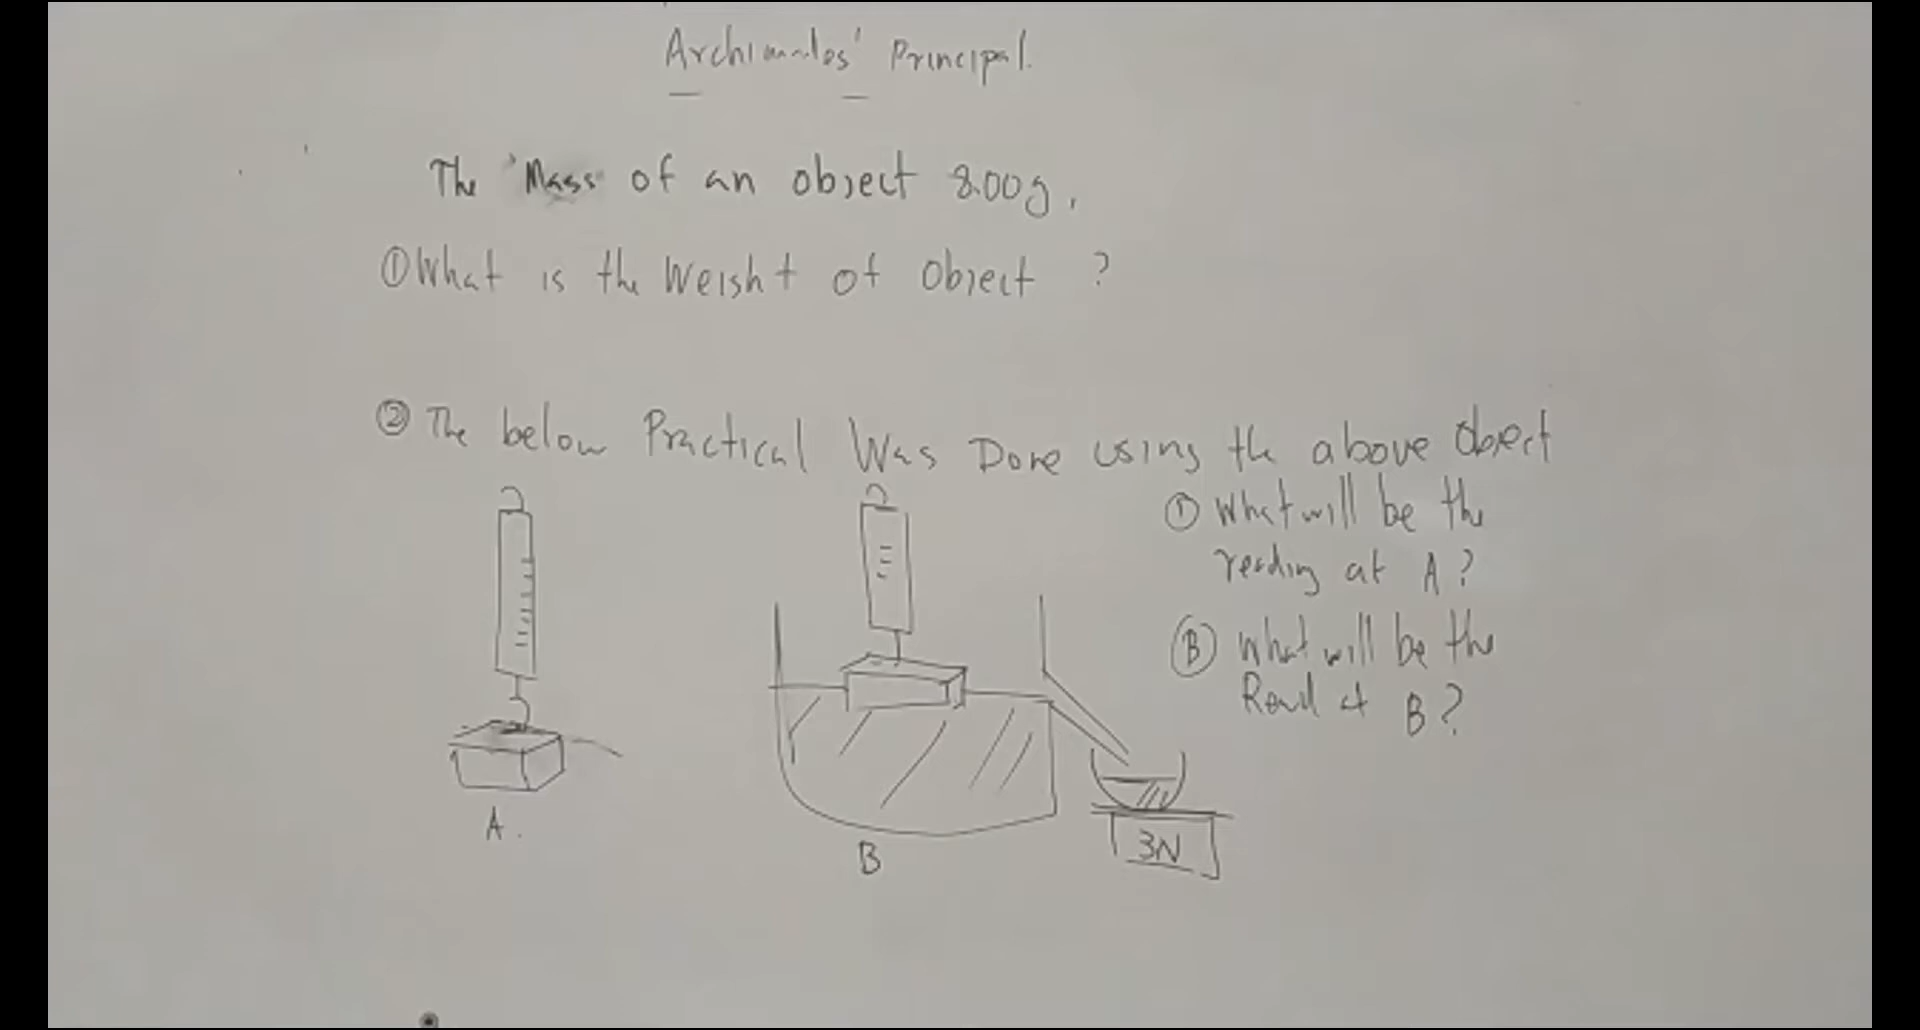 Archimedes' Principal.
The Mass of an object 800g.
① What is the Weight of Object ?
② The below Practical Was Done using the above Object
① What will be the
reading at A?
Ⓑ What will be the
Read at B?
3N
A.
B